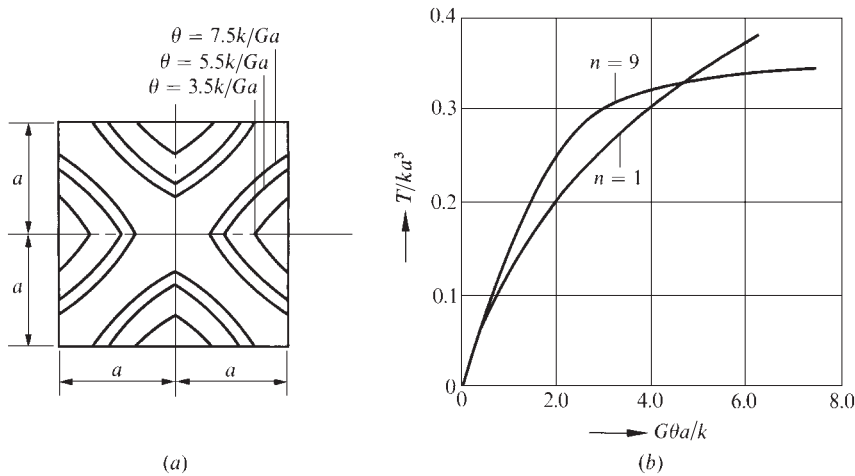 θ = 7.5k/Ga
θ = 5.5k/Ga
θ = 3.5k/Ga
a
a
a
a
(a)
0.4
0.3
0.2
0.1
0
T/ka³
n = 9
n = 1
0
2.0
4.0
6.0
8.0
Gθa/k
(b)